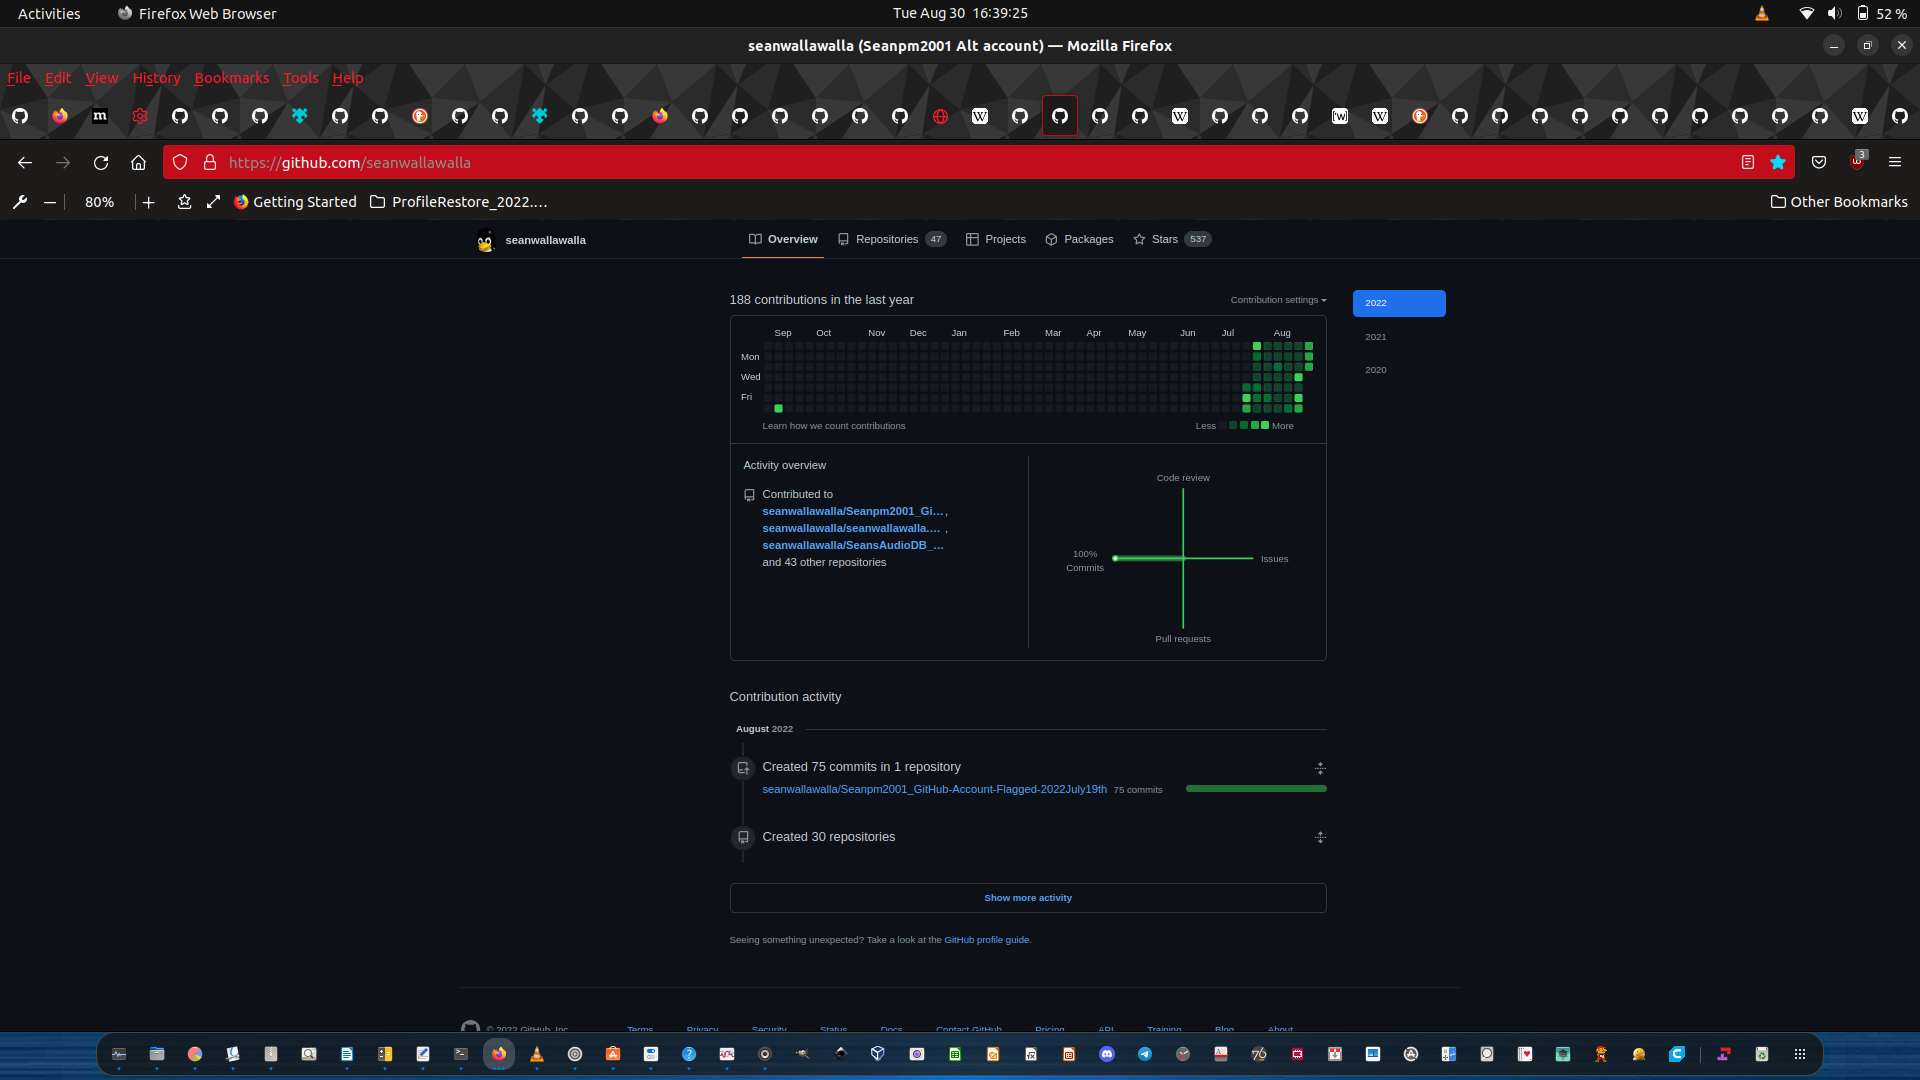 Activities
Firefox Web Browser
Tue Aug 30 16:39:25
52 %
seanwallawalla (Seanpm2001 Alt account) — Mozilla Firefox
File Edit View History Bookmarks Tools Help
https://github.com/seanwallawalla
3
80%
Getting Started
ProfileRestore_2022.…
Other Bookmarks
seanwallawalla
Overview
Repositories 47
Projects
Packages
Stars 537
188 contributions in the last year
Contribution settings
2022
2021
2020
Sep Oct Nov Dec Jan Feb Mar Apr May Jun Jul Aug
Mon
Wed
Fri
Learn how we count contributions
Less More
Activity overview
Contributed to
seanwallawalla/Seanpm2001_Gi… ,
seanwallawalla/seanwallawalla.… ,
seanwallawalla/SeansAudioDB_…
and 43 other repositories
Code review
100%
Commits
Issues
Pull requests
Contribution activity
August 2022
Created 75 commits in 1 repository
seanwallawalla/Seanpm2001_GitHub-Account-Flagged-2022July19th 75 commits
Created 30 repositories
Show more activity
Seeing something unexpected? Take a look at the GitHub profile guide.
© 2022 GitHub, Inc.
Terms Privacy Security Status Docs Contact GitHub Pricing API Training Blog About